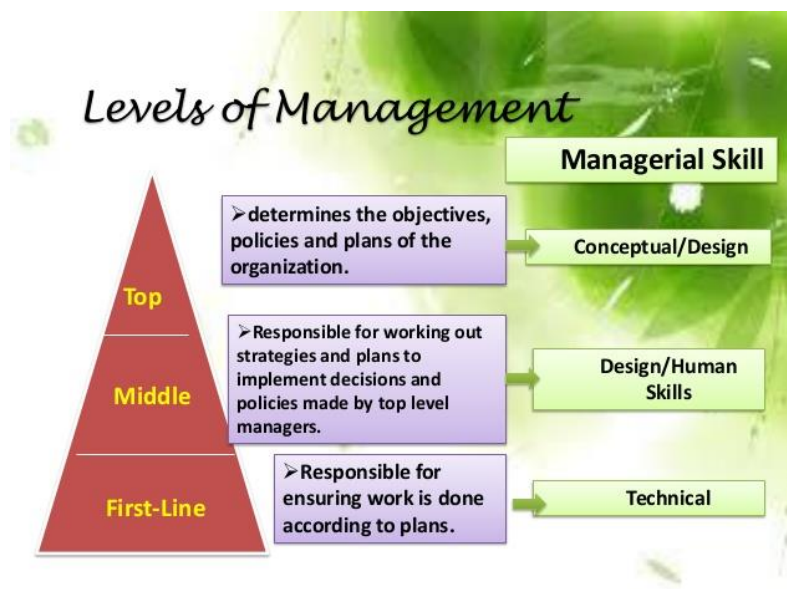 Levels of Management
Managerial Skill
➢determines the objectives,
policies and plans of the
organization.
Conceptual/Design
Top
➢Responsible for working out
strategies and plans to
implement decisions and
policies made by top level
managers.
Design/Human
Skills
Middle
➢Responsible for
ensuring work is done
according to plans.
Technical
First-Line